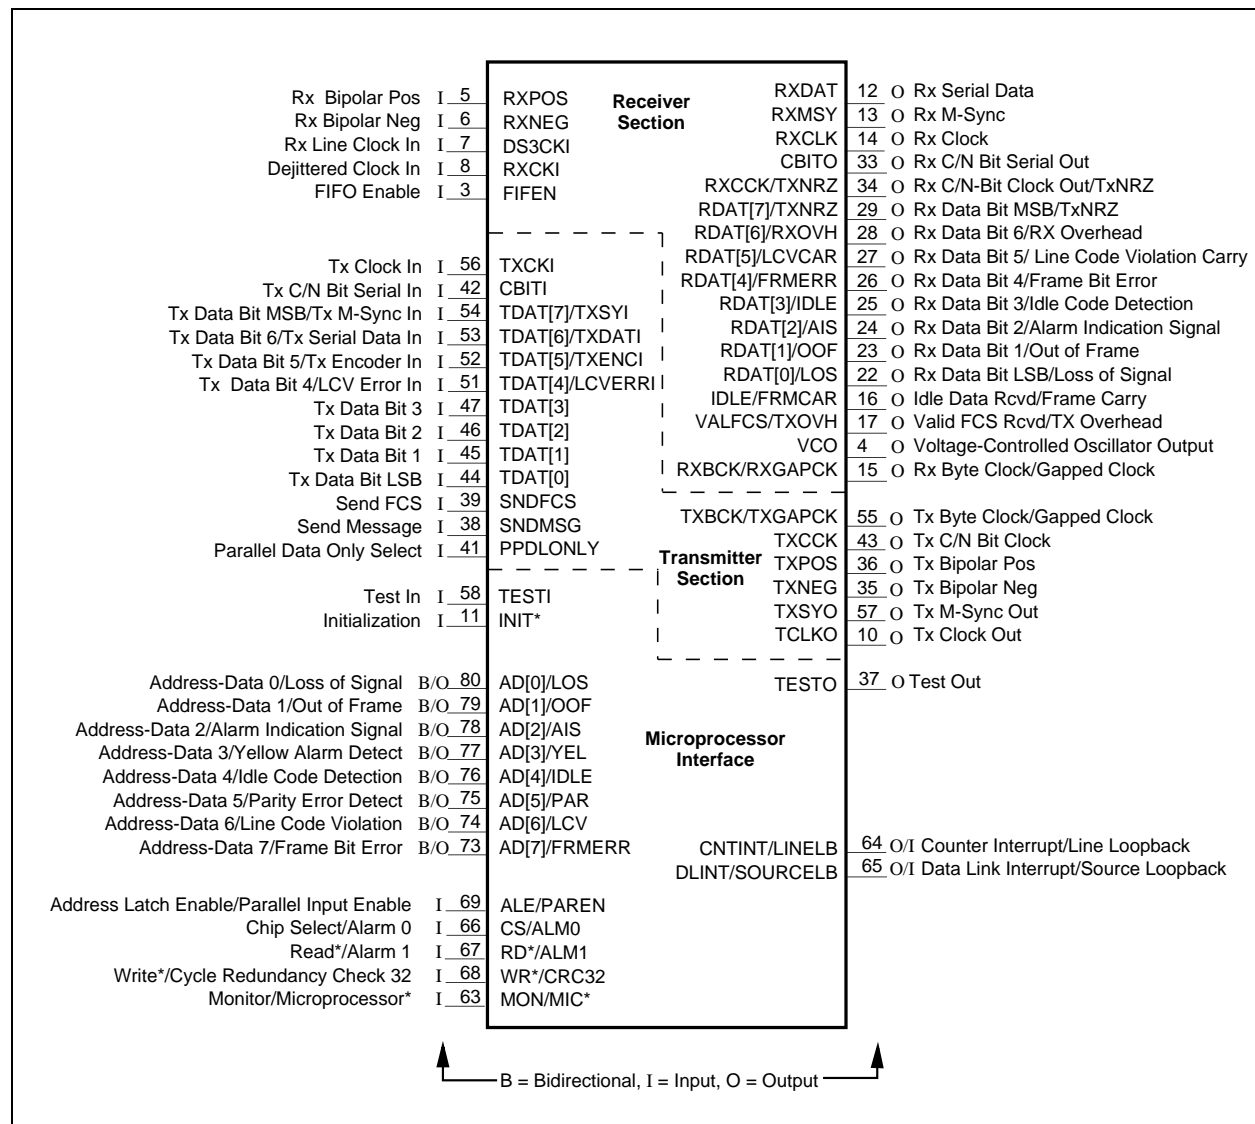 Rx Bipolar Pos I 5 RXPOS
Rx Bipolar Neg I 6 RXNEG
Rx Line Clock In I 7 DS3CKI
Dejittered Clock In I 8 RXCKI
FIFO Enable I 3 FIFEN
Receiver
Section
RXDAT 12 O Rx Serial Data
RXMSY 13 O Rx M-Sync
RXCLK 14 O Rx Clock
CBITO 33 O Rx C/N Bit Serial Out
RXCCK/TXNRZ 34 O Rx C/N-Bit Clock Out/TxNRZ
RDAT[7]/TXNRZ 29 O Rx Data Bit MSB/TxNRZ
RDAT[6]/RXOVH 28 O Rx Data Bit 6/RX Overhead
RDAT[5]/LCVCAR 27 O Rx Data Bit 5/ Line Code Violation Carry
RDAT[4]/FRMERR 26 O Rx Data Bit 4/Frame Bit Error
RDAT[3]/IDLE 25 O Rx Data Bit 3/Idle Code Detection
RDAT[2]/AIS 24 O Rx Data Bit 2/Alarm Indication Signal
RDAT[1]/OOF 23 O Rx Data Bit 1/Out of Frame
RDAT[0]/LOS 22 O Rx Data Bit LSB/Loss of Signal
IDLE/FRMCAR 16 O Idle Data Rcvd/Frame Carry
VALFCS/TXOVH 17 O Valid FCS Rcvd/TX Overhead
VCO 4 O Voltage-Controlled Oscillator Output
RXBCK/RXGAPCK 15 O Rx Byte Clock/Gapped Clock
Tx Clock In I 56 TXCKI
Tx C/N Bit Serial In I 42 CBITI
Tx Data Bit MSB/Tx M-Sync In I 54 TDAT[7]/TXSYI
Tx Data Bit 6/Tx Serial Data In I 53 TDAT[6]/TXDATI
Tx Data Bit 5/Tx Encoder In I 52 TDAT[5]/TXENCI
Tx Data Bit 4/LCV Error In I 51 TDAT[4]/LCVERRI
Tx Data Bit 3 I 47 TDAT[3]
Tx Data Bit 2 I 46 TDAT[2]
Tx Data Bit 1 I 45 TDAT[1]
Tx Data Bit LSB I 44 TDAT[0]
Send FCS I 39 SNDFCS
Send Message I 38 SNDMSG
Parallel Data Only Select I 41 PPDLONLY
Transmitter
Section
TXBCK/TXGAPCK 55 O Tx Byte Clock/Gapped Clock
TXCCK 43 O Tx C/N Bit Clock
TXPOS 36 O Tx Bipolar Pos
TXNEG 35 O Tx Bipolar Neg
TXSYO 57 O Tx M-Sync Out
TCLKO 10 O Tx Clock Out
Test In I 58 TESTI
Initialization I 11 INIT*
Address-Data 0/Loss of Signal B/O 80 AD[0]/LOS
Address-Data 1/Out of Frame B/O 79 AD[1]/OOF
Address-Data 2/Alarm Indication Signal B/O 78 AD[2]/AIS
Address-Data 3/Yellow Alarm Detect B/O 77 AD[3]/YEL
Address-Data 4/Idle Code Detection B/O 76 AD[4]/IDLE
Address-Data 5/Parity Error Detect B/O 75 AD[5]/PAR
Address-Data 6/Line Code Violation B/O 74 AD[6]/LCV
Address-Data 7/Frame Bit Error B/O 73 AD[7]/FRMERR
TESTO 37 O Test Out
Microprocessor
Interface
CNTINT/LINELB 64 O/I Counter Interrupt/Line Loopback
DLINT/SOURCELB 65 O/I Data Link Interrupt/Source Loopback
Address Latch Enable/Parallel Input Enable I 69 ALE/PAREN
Chip Select/Alarm 0 I 66 CS/ALM0
Read*/Alarm 1 I 67 RD*/ALM1
Write*/Cycle Redundancy Check 32 I 68 WR*/CRC32
Monitor/Microprocessor* I 63 MON/MIC*
B = Bidirectional, I = Input, O = Output